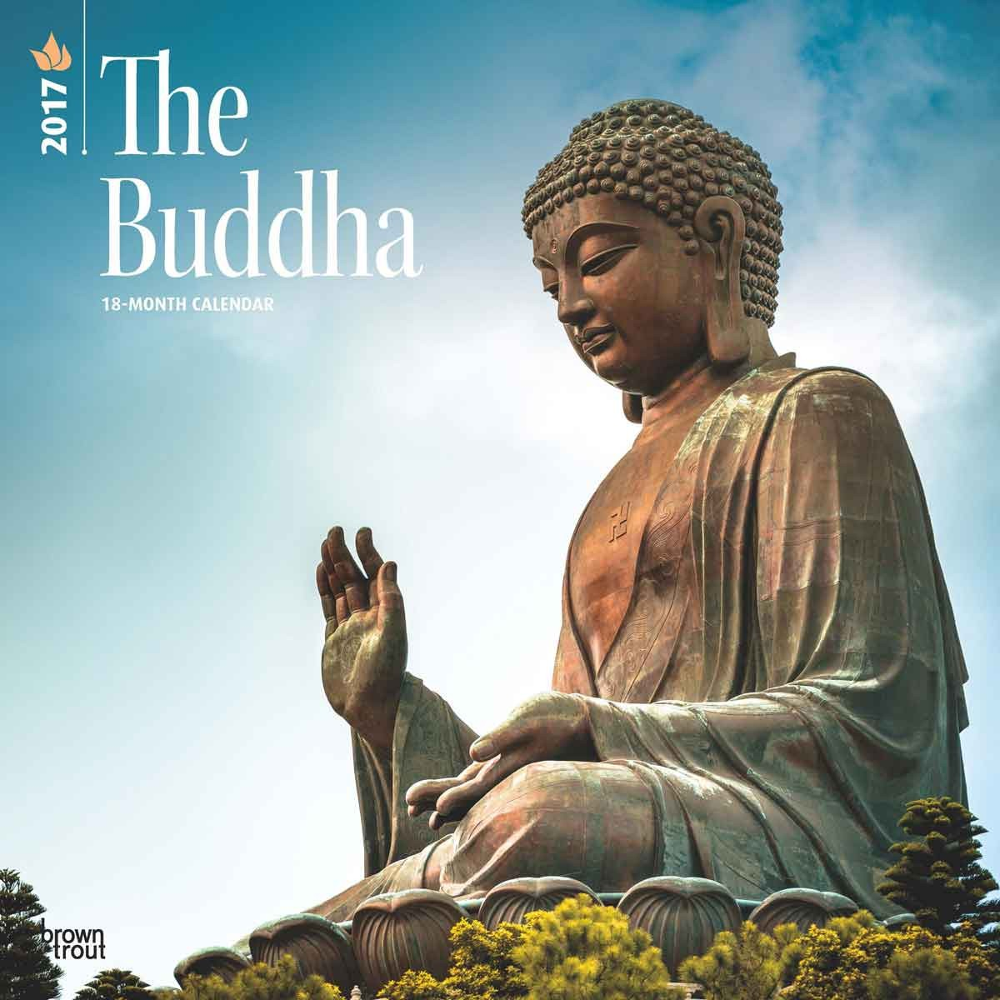 2017
The
Buddha
18-MONTH CALENDAR
brown
trout